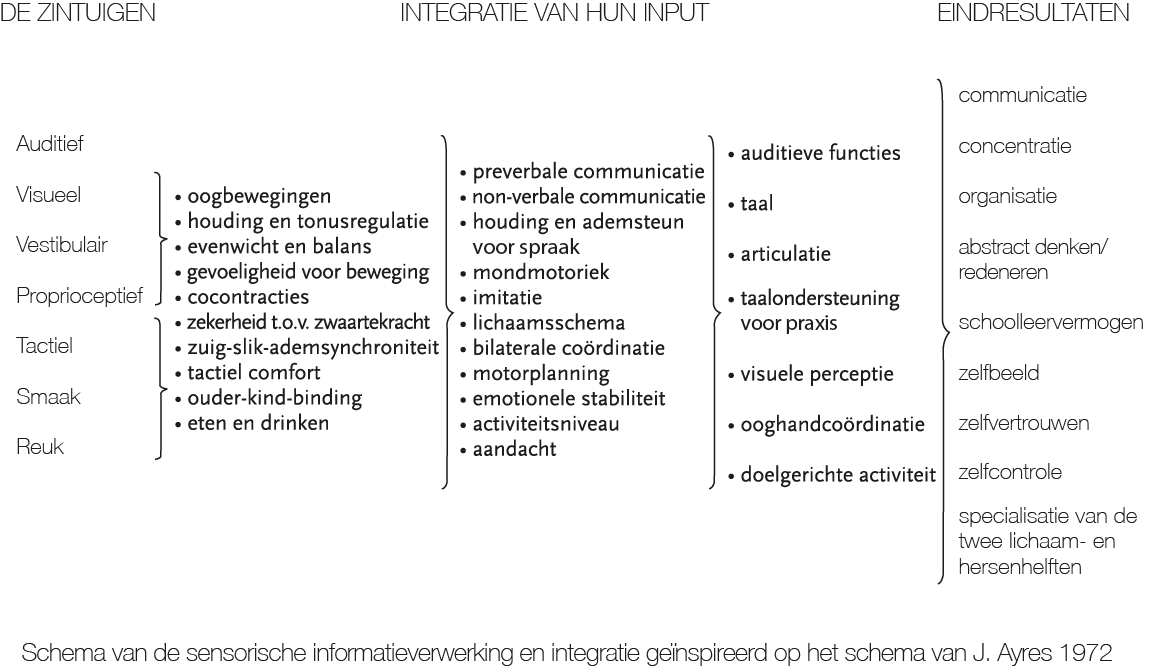 DE ZINTUIGEN
INTEGRATIE VAN HUN INPUT
EINDRESULTATEN
Auditief
Visueel
Vestibulair
Proprioceptief
Tactiel
Smaak
Reuk
• oogbewegingen
• houding en tonusregulatie
• evenwicht en balans
• gevoeligheid voor beweging
• cocontracties
• zekerheid t.o.v. zwaartekracht
• zuig-slik-ademsynchroniteit
• tactiel comfort
• ouder-kind-binding
• eten en drinken
• preverbale communicatie
• non-verbale communicatie
• houding en ademsteun
voor spraak
• mondmotoriek
• imitatie
• lichaamsschema
• bilaterale coördinatie
• motorplanning
• emotionele stabiliteit
• activiteitsniveau
• aandacht
• auditieve functies
• taal
• articulatie
• taalondersteuning
voor praxis
• visuele perceptie
• ooghandcoördinatie
• doelgerichte activiteit
communicatie
concentratie
organisatie
abstract denken/
redeneren
schoolleervermogen
zelfbeeld
zelfvertrouwen
zelfcontrole
specialisatie van de
twee lichaam- en
hersenhelften
Schema van de sensorische informatieverwerking en integratie geïnspireerd op het schema van J. Ayres 1972